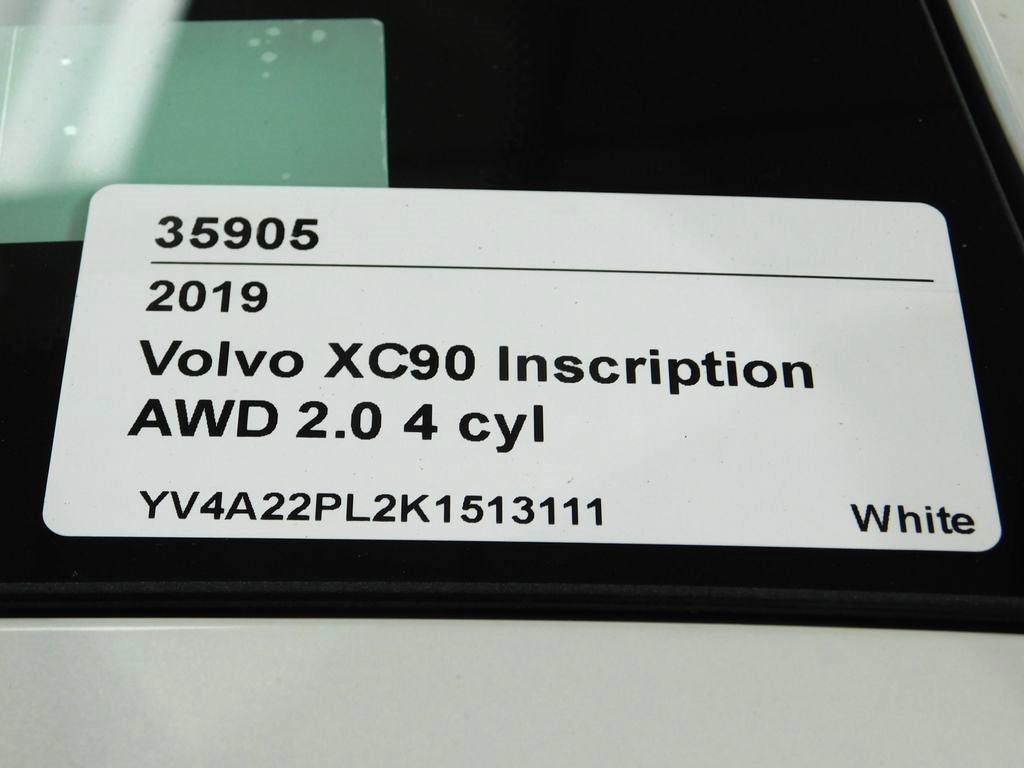 35905
2019
Volvo XC90 Inscription
AWD 2.0 4 cyl
YV4A22PL2K1513111 White